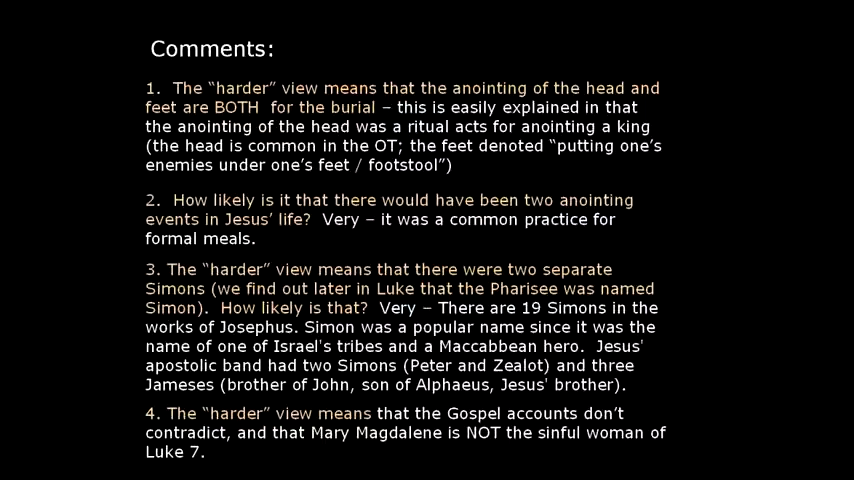 Comments:
1.  The “harder” view means that the anointing of the head and
feet are BOTH  for the burial – this is easily explained in that
the anointing of the head was a ritual acts for anointing a king
(the head is common in the OT; the feet denoted “putting one’s
enemies under one’s feet / footstool”)
2.  How likely is it that there would have been two anointing
events in Jesus’ life?  Very – it was a common practice for
formal meals.
3. The “harder” view means that there were two separate
Simons (we find out later in Luke that the Pharisee was named
Simon).  How likely is that?  Very – There are 19 Simons in the
works of Josephus. Simon was a popular name since it was the
name of one of Israel's tribes and a Maccabbean hero.  Jesus'
apostolic band had two Simons (Peter and Zealot) and three
Jameses (brother of John, son of Alphaeus, Jesus' brother).
4. The “harder” view means that the Gospel accounts don’t
contradict, and that Mary Magdalene is NOT the sinful woman of
Luke 7.